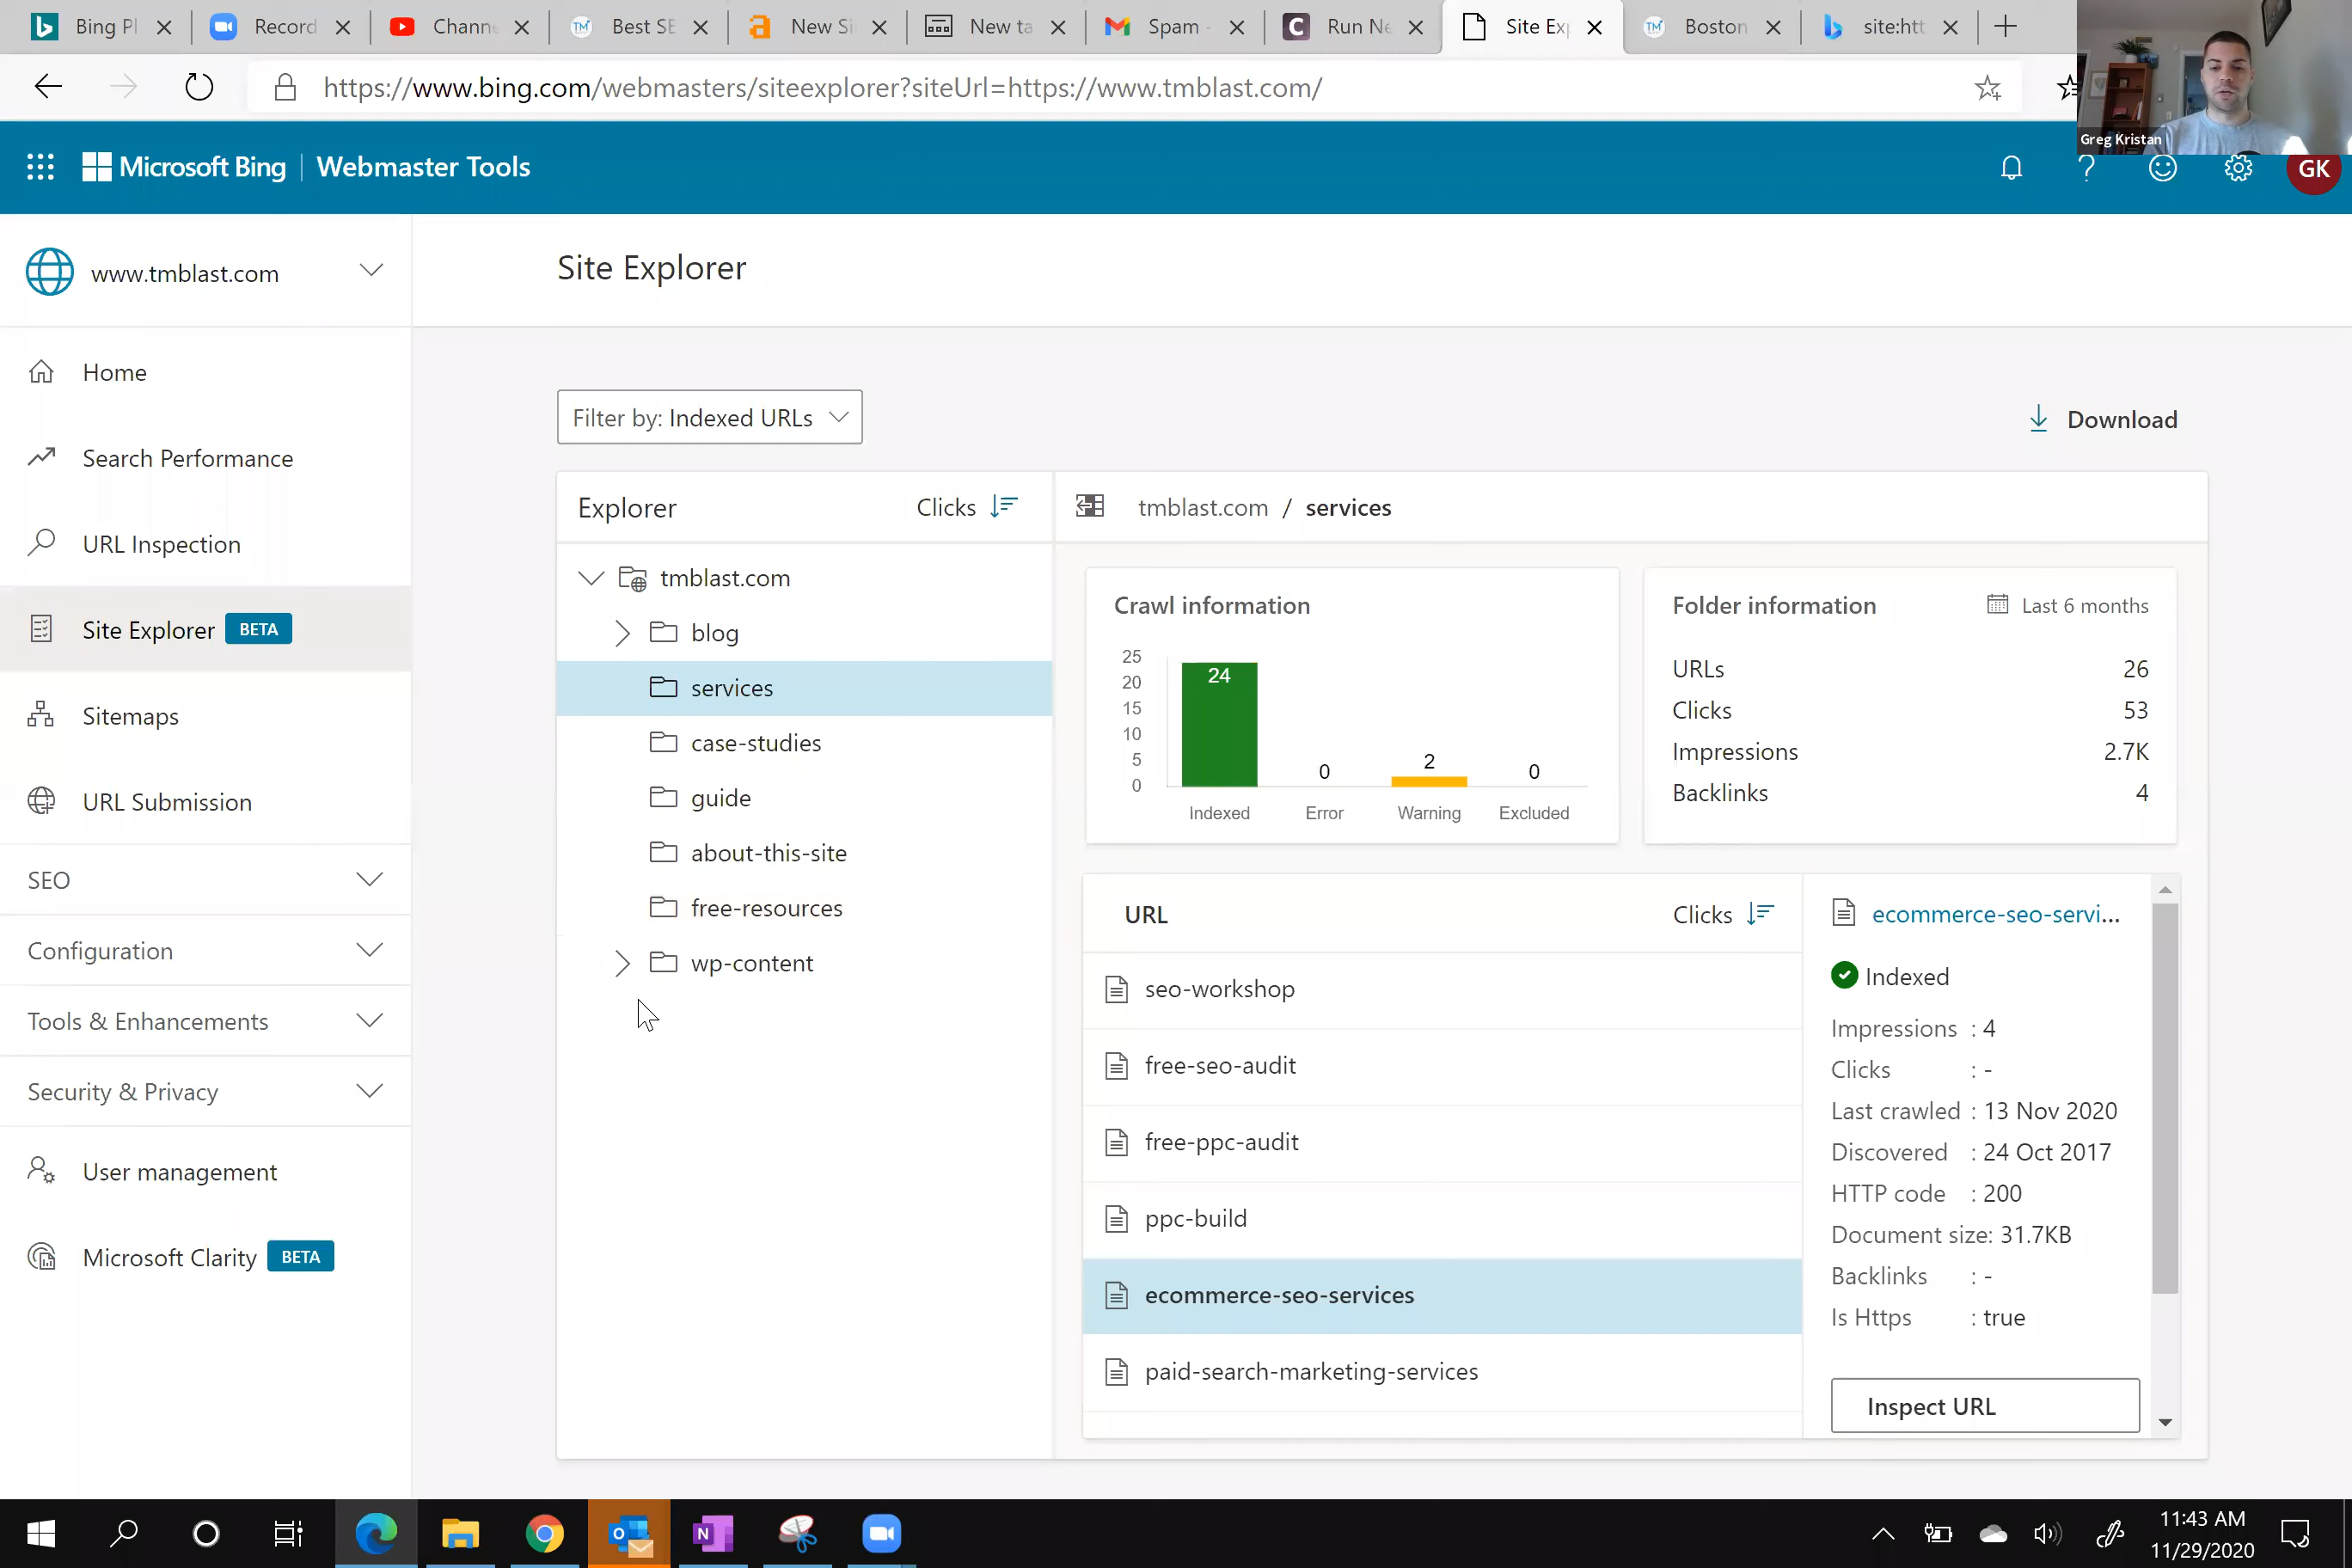 Bing Pl
Record
Channe
Best SE
New Si
New ta
Spam -
Run Ne
Site Exp
Boston
site:htt
https://www.bing.com/webmasters/siteexplorer?siteUrl=https://www.tmblast.com/
Greg Kristan
Microsoft Bing | Webmaster Tools
GK
www.tmblast.com
Site Explorer
Home
Search Performance
URL Inspection
Site Explorer BETA
Sitemaps
URL Submission
SEO
Configuration
Tools & Enhancements
Security & Privacy
User management
Microsoft Clarity BETA
Filter by: Indexed URLs
Download
Explorer Clicks
tmblast.com
blog
services
case-studies
guide
about-this-site
free-resources
wp-content
tmblast.com / services
Crawl information
25
20
15
10
5
0
24
0
2
0
Indexed Error Warning Excluded
Folder information Last 6 months
URLs 26
Clicks 53
Impressions 2.7K
Backlinks 4
URL Clicks
seo-workshop
free-seo-audit
free-ppc-audit
ppc-build
ecommerce-seo-services
paid-search-marketing-services
ecommerce-seo-servi...
Indexed
Impressions : 4
Clicks : -
Last crawled : 13 Nov 2020
Discovered : 24 Oct 2017
HTTP code : 200
Document size: 31.7KB
Backlinks : -
Is Https : true
Inspect URL
11:43 AM
11/29/2020